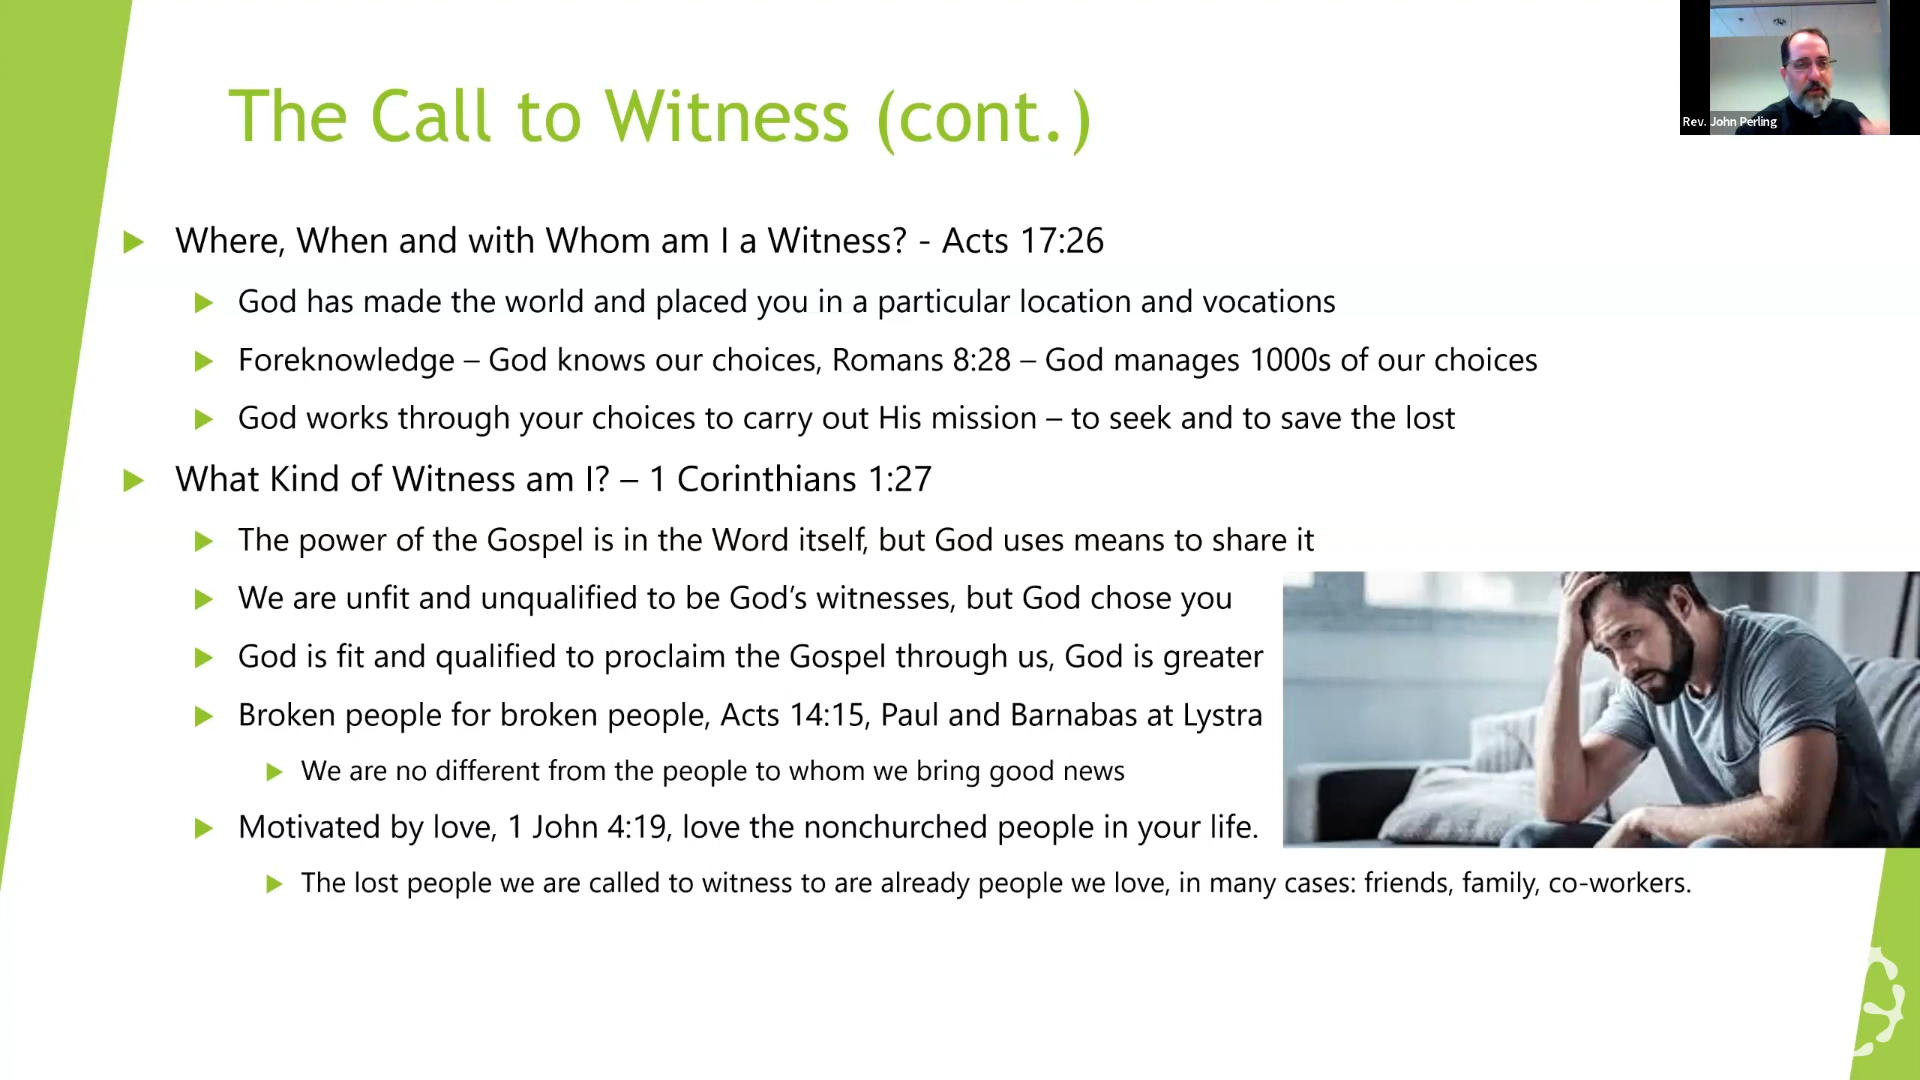 The Call to Witness (cont.)
Rev. John Perling
Where, When and with Whom am I a Witness? - Acts 17:26
God has made the world and placed you in a particular location and vocations
Foreknowledge – God knows our choices, Romans 8:28 – God manages 1000s of our choices
God works through your choices to carry out His mission – to seek and to save the lost
What Kind of Witness am I? – 1 Corinthians 1:27
The power of the Gospel is in the Word itself, but God uses means to share it
We are unfit and unqualified to be God’s witnesses, but God chose you
God is fit and qualified to proclaim the Gospel through us, God is greater
Broken people for broken people, Acts 14:15, Paul and Barnabas at Lystra
We are no different from the people to whom we bring good news
Motivated by love, 1 John 4:19, love the nonchurched people in your life.
The lost people we are called to witness to are already people we love, in many cases: friends, family, co-workers.